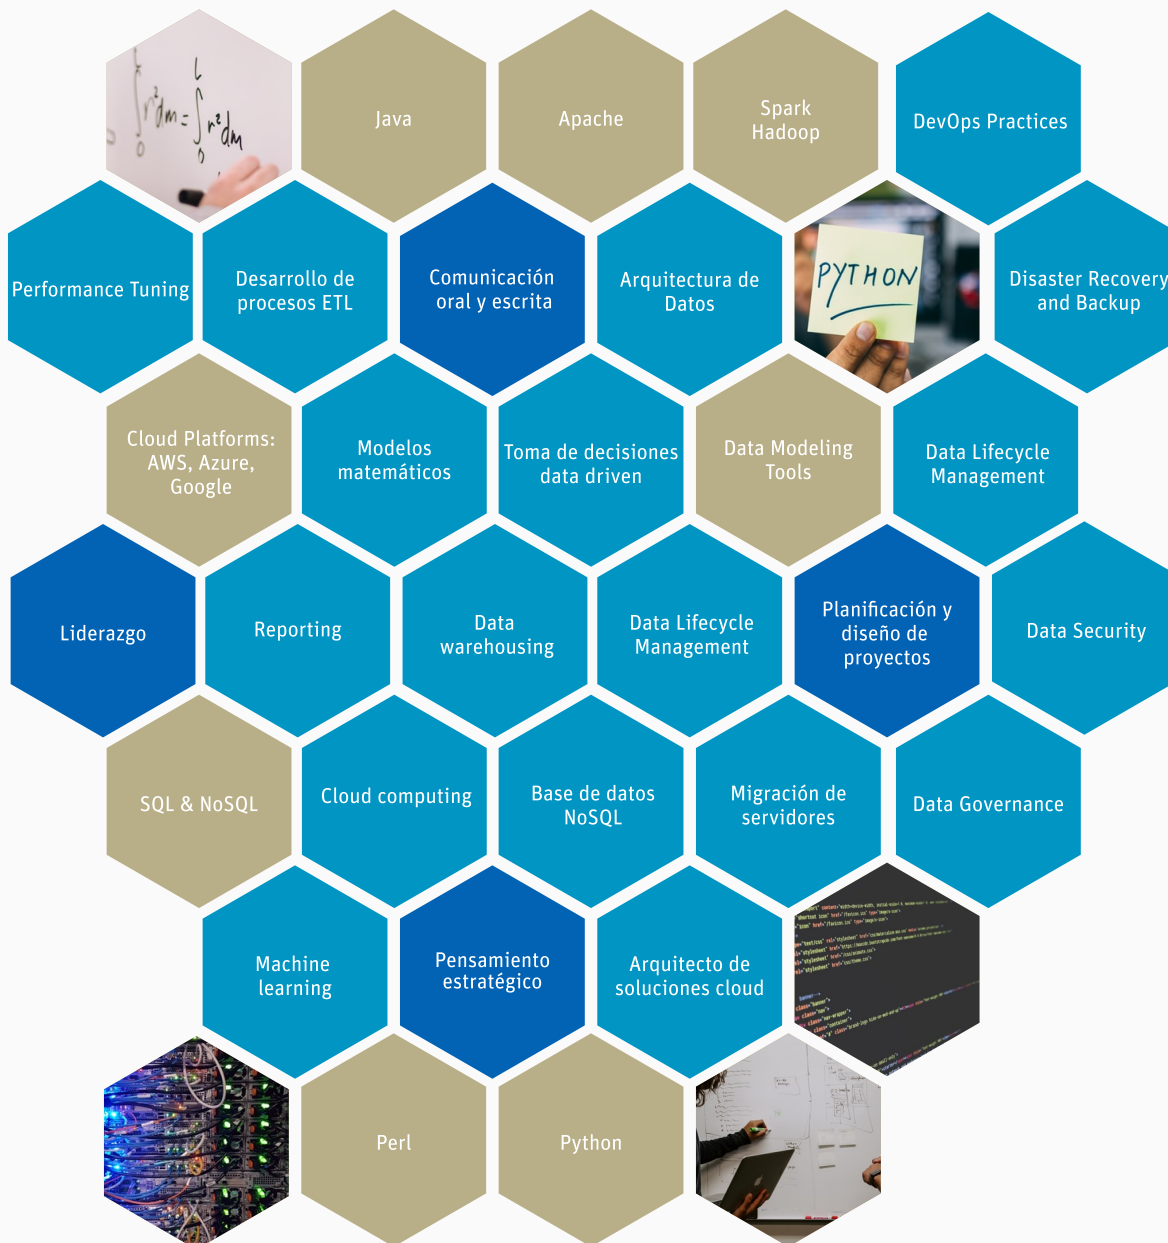 ∫r²dm = ∫r²dm
Java
Apache
Spark
Hadoop
DevOps Practices
Performance Tuning
Desarrollo de
procesos ETL
Comunicación
oral y escrita
Arquitectura de
Datos
PYTHON
Disaster Recovery
and Backup
Cloud Platforms:
AWS, Azure,
Google
Modelos
matemáticos
Toma de decisiones
data driven
Data Modeling
Tools
Data Lifecycle
Management
Liderazgo
Reporting
Data
warehousing
Data Lifecycle
Management
Planificación y
diseño de
proyectos
Data Security
SQL & NoSQL
Cloud computing
Base de datos
NoSQL
Migración de
servidores
Data Governance
Machine
learning
Pensamiento
estratégico
Arquitecto de
soluciones cloud
Perl
Python